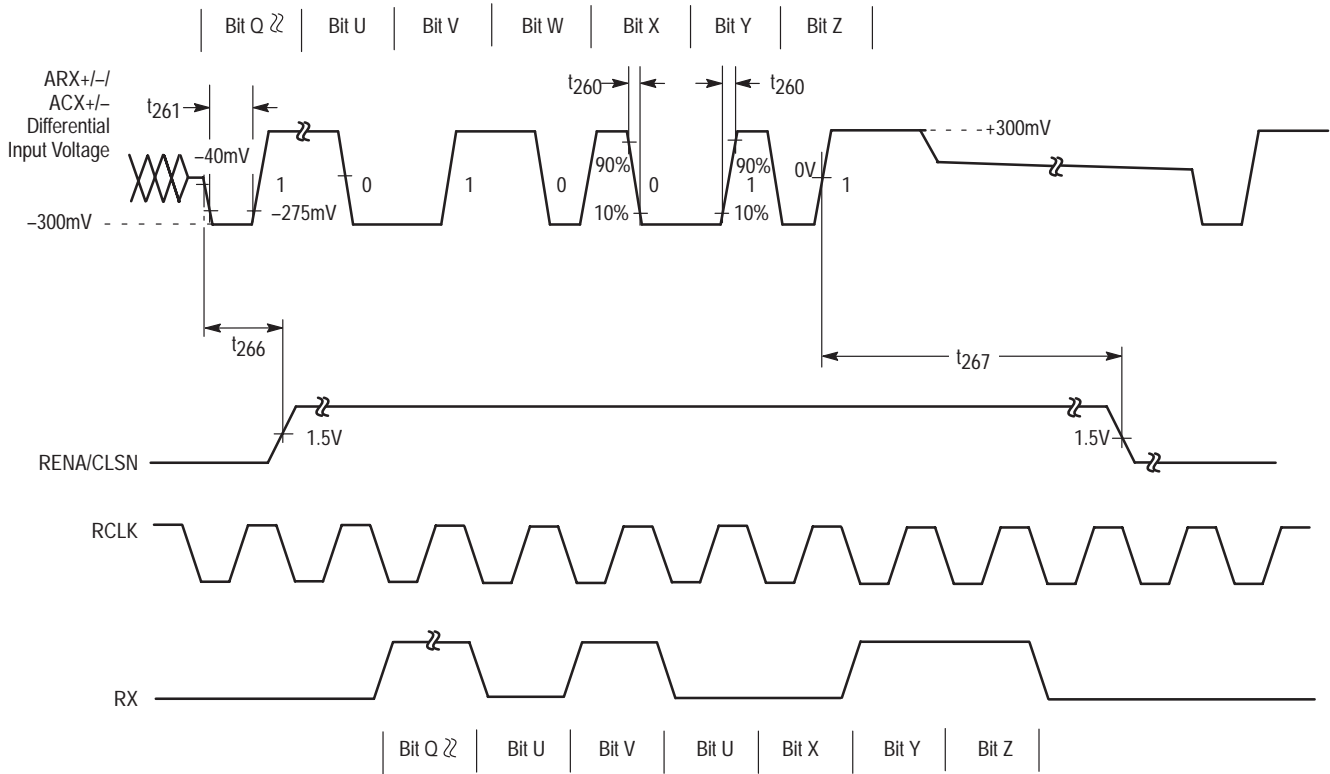 Bit Q Bit U Bit V Bit W Bit X Bit Y Bit Z
ARX+/–/
ACX+/–
Differential
Input Voltage
t261
t260
t260
–40mV
+300mV
90%
90%
0V
1
0
1
0
0
1
1
–275mV
10%
10%
–300mV
t266
t267
1.5V
1.5V
RENA/CLSN
RCLK
RX
Bit Q Bit U Bit V Bit U Bit X Bit Y Bit Z